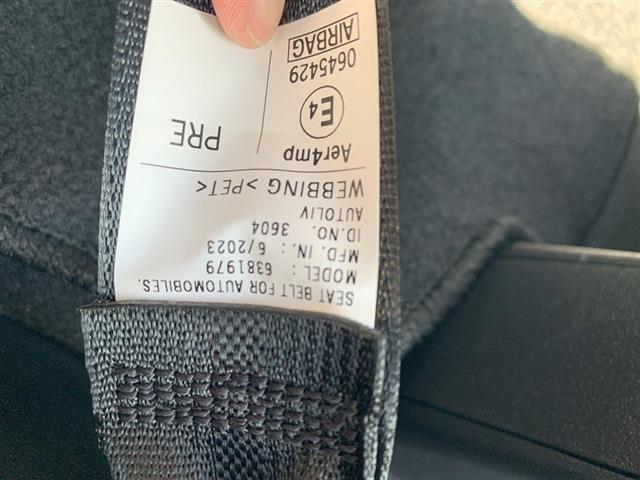 SEAT BELT FOR AUTOMOBILES.
MODEL : 6381979
MFD. IN : 6/2023
ID.NO. 3604
AUTOLIV
WEBBING >PET<
Aer4mp
E4
PRE
0645429
AIRBAG